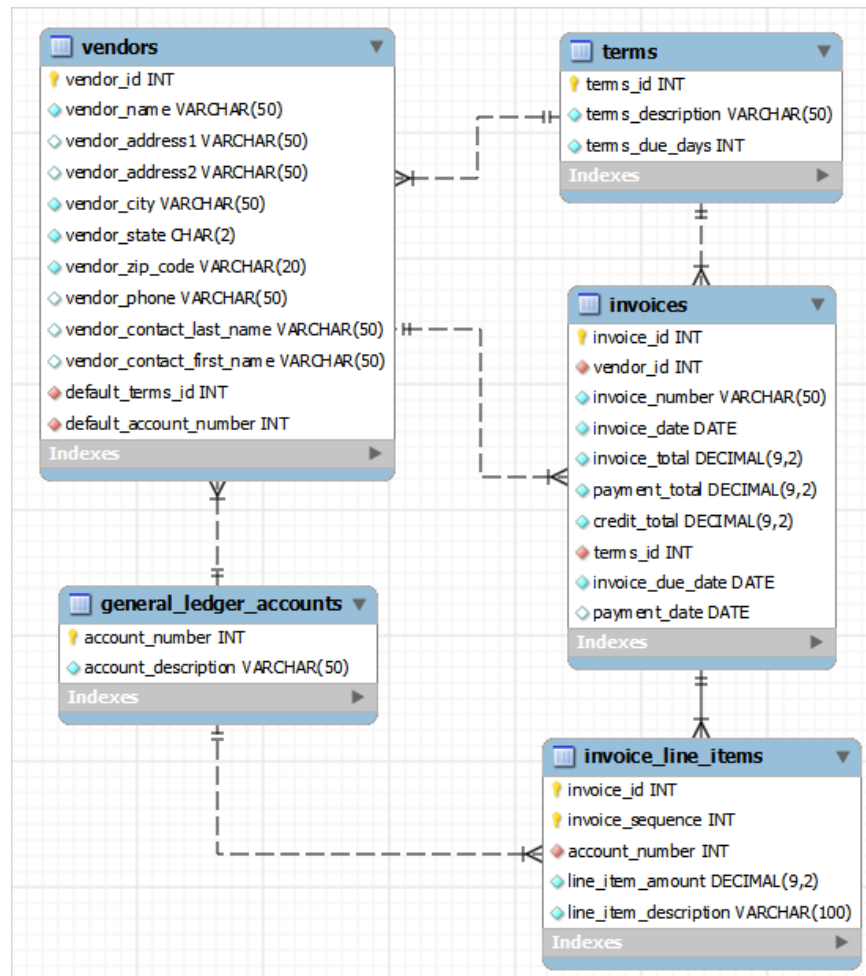 vendors
vendor_id INT
vendor_name VARCHAR(50)
vendor_address1 VARCHAR(50)
vendor_address2 VARCHAR(50)
vendor_city VARCHAR(50)
vendor_state CHAR(2)
vendor_zip_code VARCHAR(20)
vendor_phone VARCHAR(50)
vendor_contact_last_name VARCHAR(50)
vendor_contact_first_name VARCHAR(50)
default_terms_id INT
default_account_number INT
Indexes
terms
terms_id INT
terms_description VARCHAR(50)
terms_due_days INT
Indexes
invoices
invoice_id INT
vendor_id INT
invoice_number VARCHAR(50)
invoice_date DATE
invoice_total DECIMAL(9,2)
payment_total DECIMAL(9,2)
credit_total DECIMAL(9,2)
terms_id INT
invoice_due_date DATE
payment_date DATE
Indexes
general_ledger_accounts
account_number INT
account_description VARCHAR(50)
Indexes
invoice_line_items
invoice_id INT
invoice_sequence INT
account_number INT
line_item_amount DECIMAL(9,2)
line_item_description VARCHAR(100)
Indexes